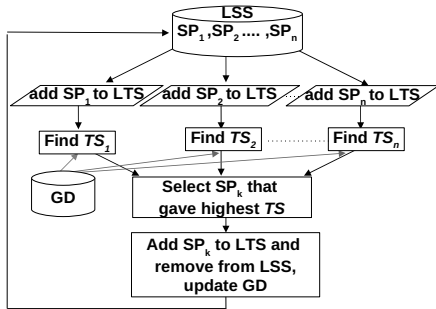 LSS
SP1 ,SP2 .... ,SPn
add SP1 to LTS
add SP2 to LTS
add SPn to LTS
Find TS1
Find TS2
Find TSn
GD
Select SPk that
gave highest TS
Add SPk to LTS and
remove from LSS,
update GD